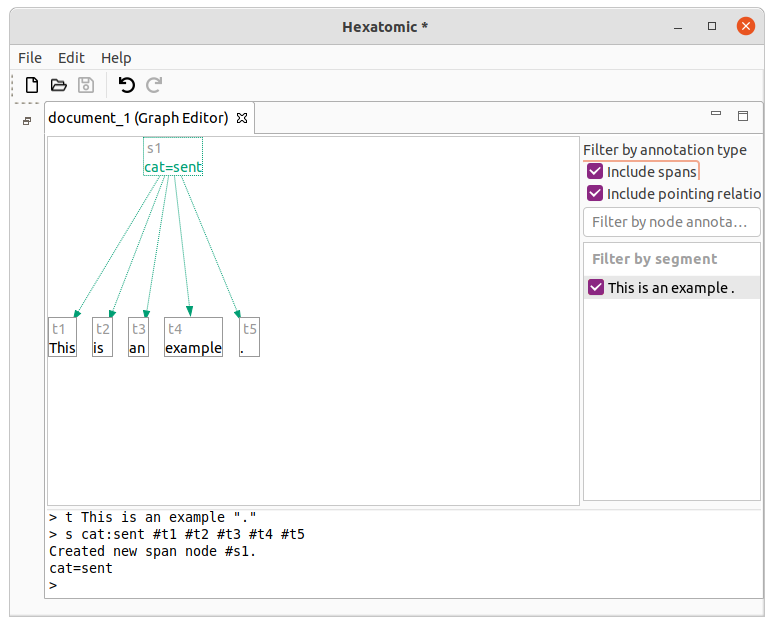 Hexatomic *
File Edit Help
document_1 (Graph Editor)
s1
cat=sent
t1 t2 t3 t4 t5
This is an example .
Filter by annotation type
Include spans
Include pointing relatio
Filter by node annota...
Filter by segment
This is an example .
> t This is an example "."
> s cat:sent #t1 #t2 #t3 #t4 #t5
Created new span node #s1.
cat=sent
>